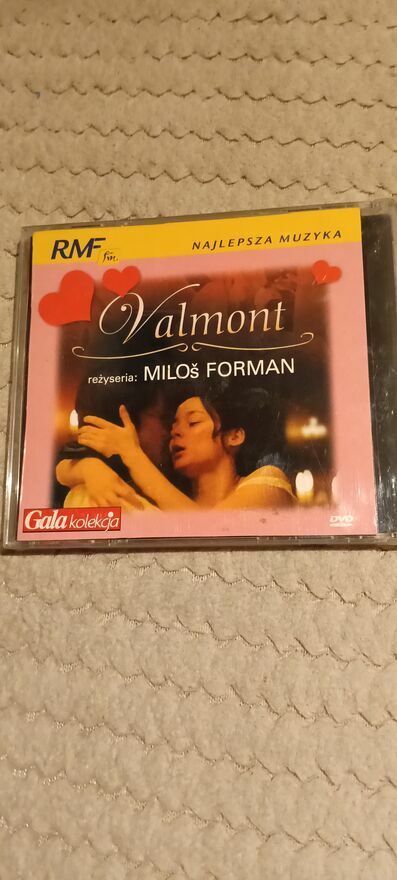 RMF fm
NAJLEPSZA MUZYKA
Valmont
reżyseria: MILOš FORMAN
Gala kolekcja
DVD